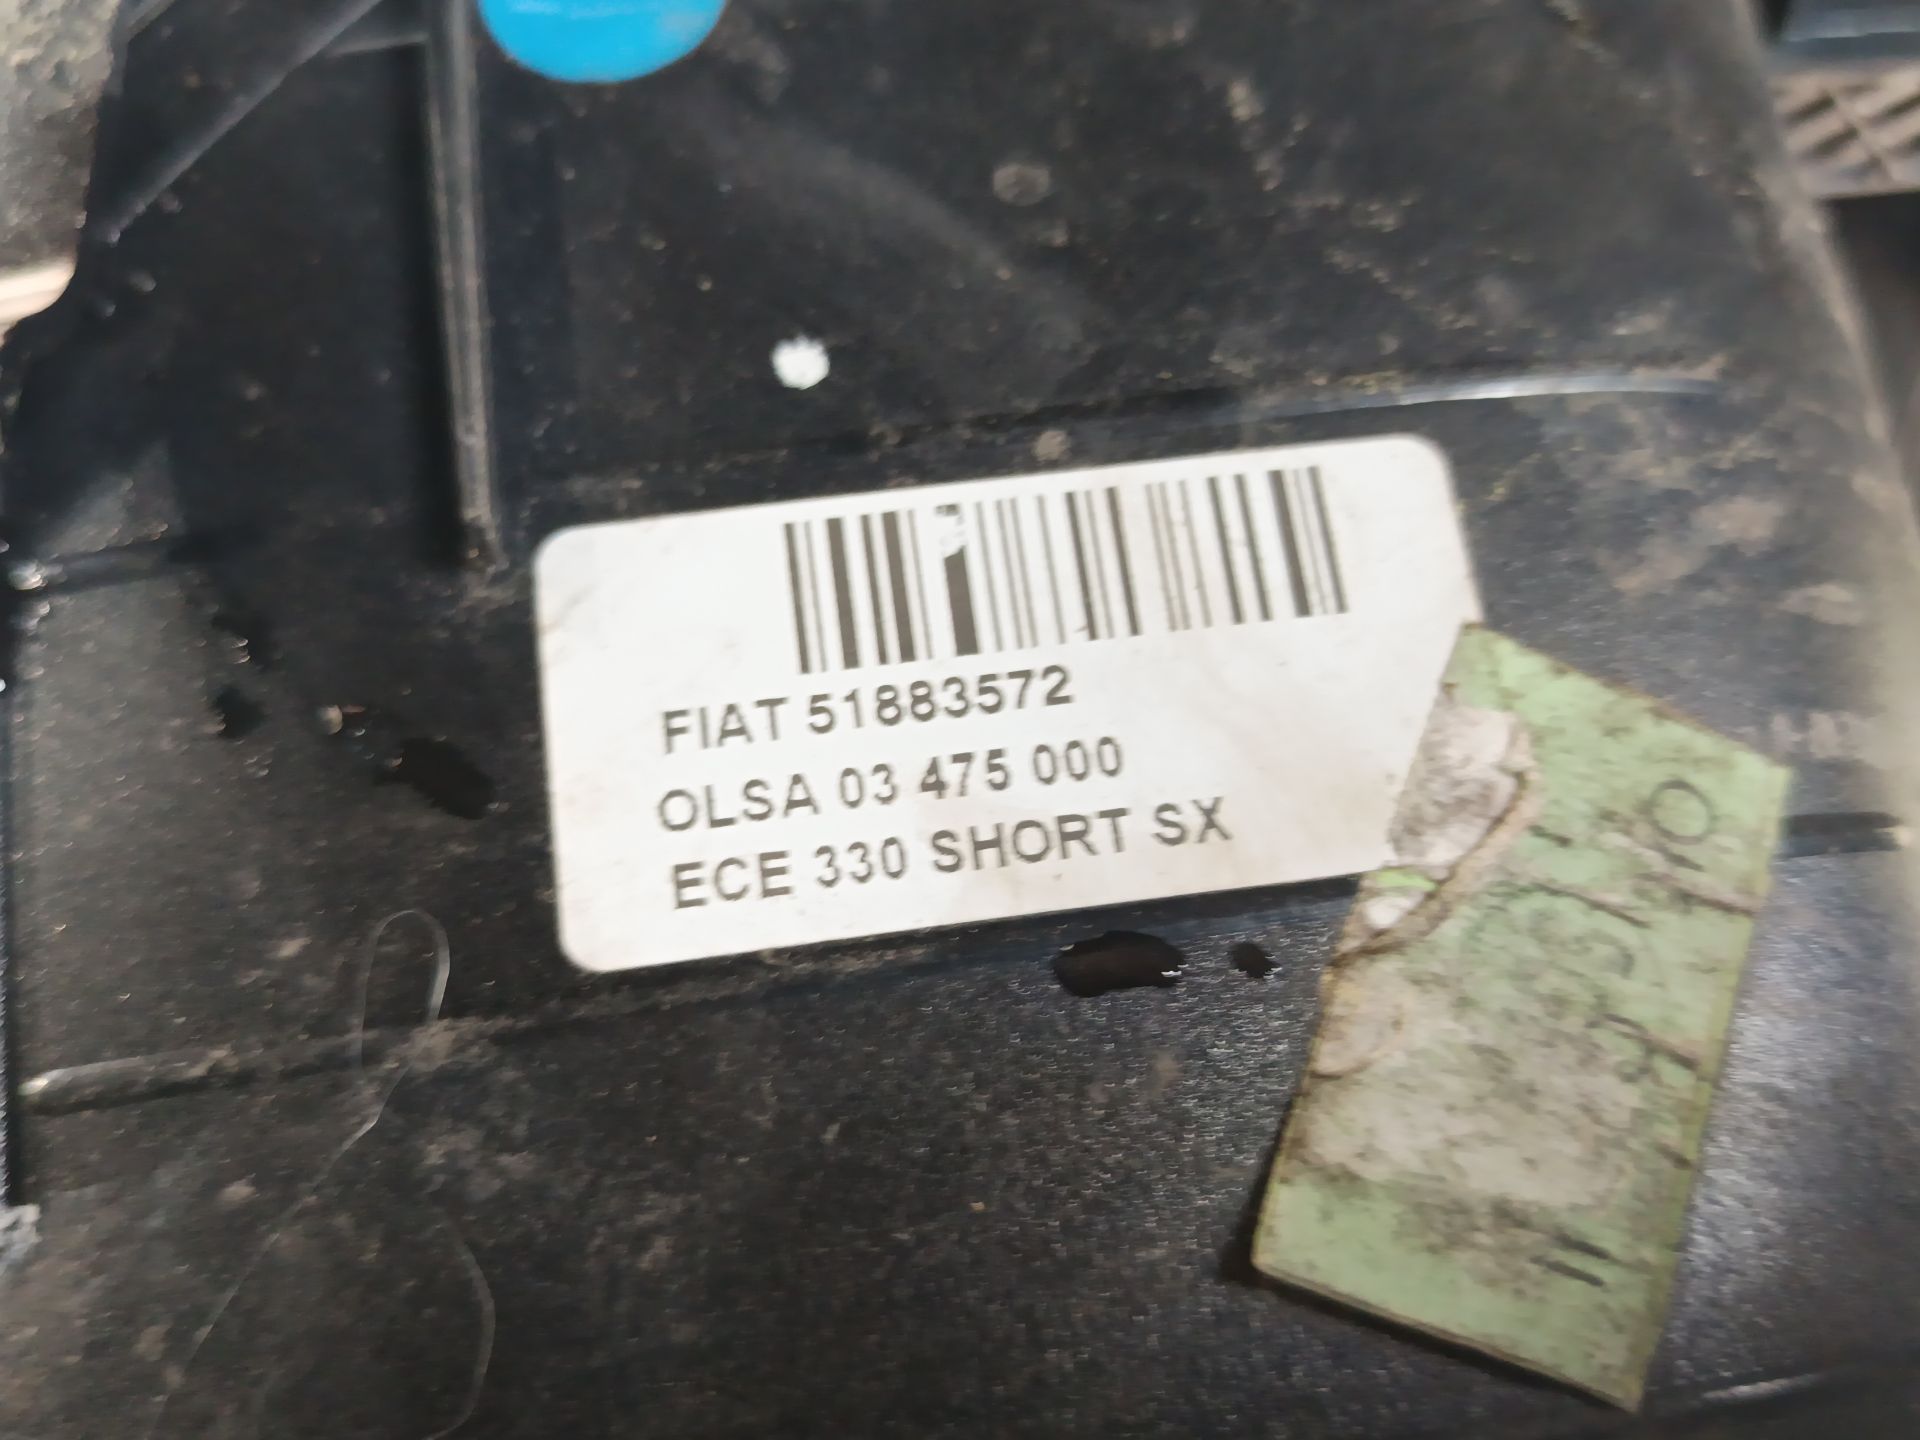 FIAT 51883572
OLSA 03 475 000
ECE 330 SHORT SX